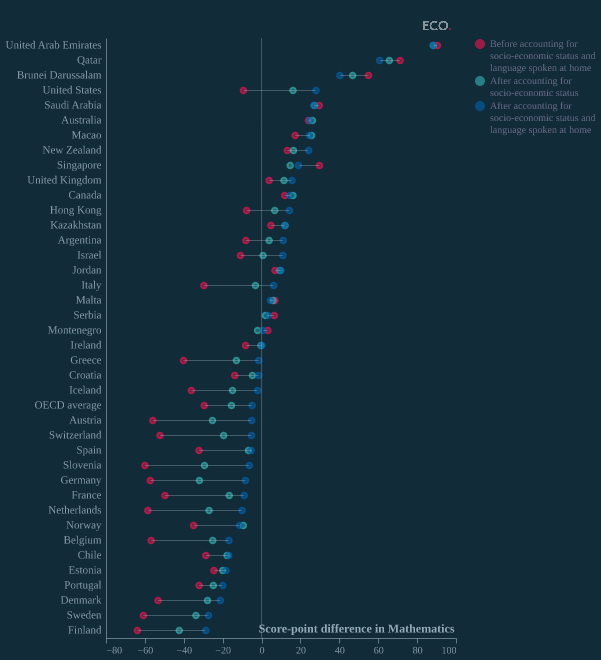 ECO.
United Arab Emirates
Qatar
Brunei Darussalam
United States
Saudi Arabia
Australia
Macao
New Zealand
Singapore
United Kingdom
Canada
Hong Kong
Kazakhstan
Argentina
Israel
Jordan
Italy
Malta
Serbia
Montenegro
Ireland
Greece
Croatia
Iceland
OECD average
Austria
Switzerland
Spain
Slovenia
Germany
France
Netherlands
Norway
Belgium
Chile
Estonia
Portugal
Denmark
Sweden
Finland
Before accounting for
socio-economic status and
language spoken at home
After accounting for
socio-economic status
After accounting for
socio-economic status and
language spoken at home
Score-point difference in Mathematics
−80 −60 −40 −20 0 20 40 60 80 100